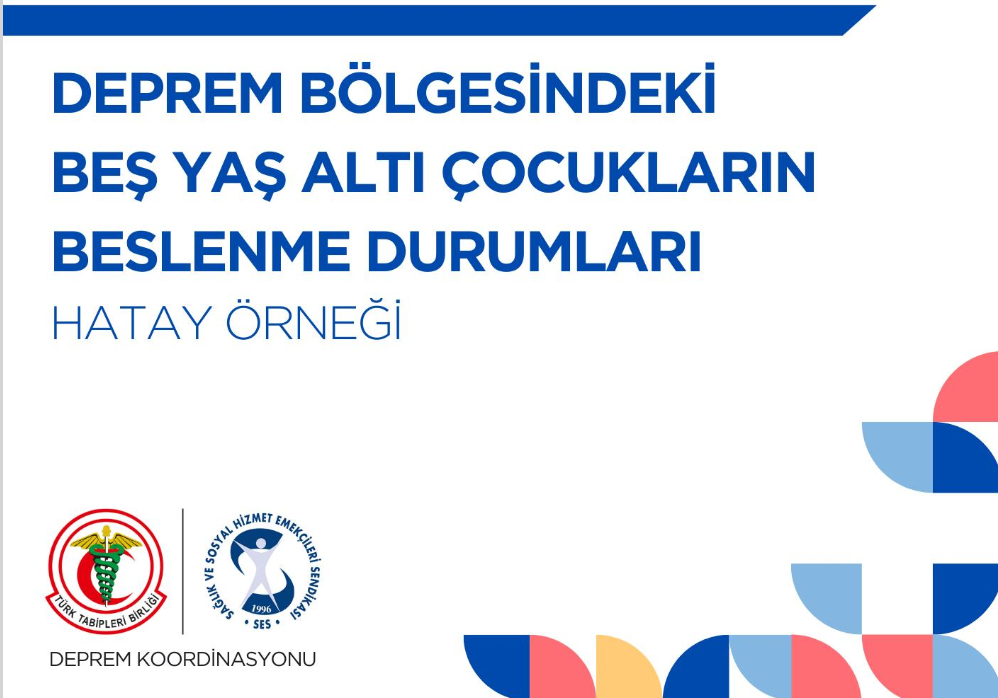 DEPREM BÖLGESİNDEKİ
BEŞ YAŞ ALTI ÇOCUKLARIN
BESLENME DURUMLARI
HATAY ÖRNEĞİ
TÜRK TABİPLERİ BİRLİĞİ
SAĞLIK VE SOSYAL HİZMET EMEKÇİLERİ SENDİKASI
1996
• SES •
DEPREM KOORDİNASYONU